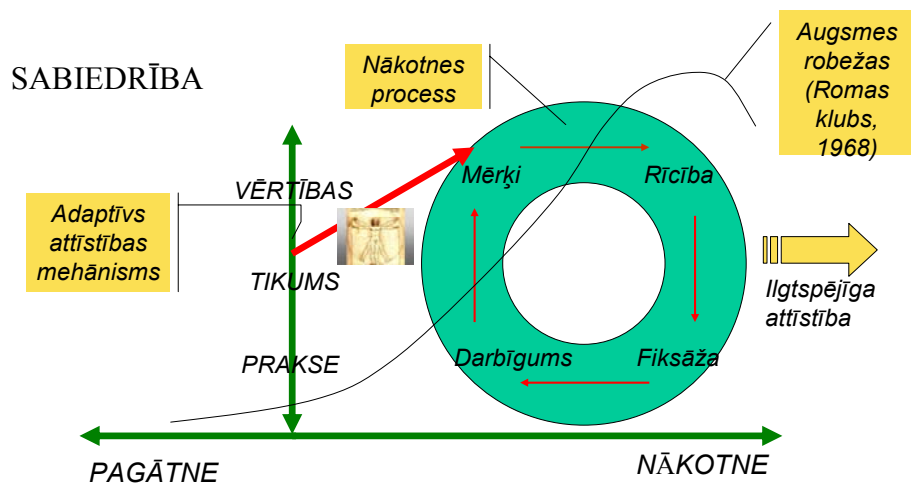 SABIEDRĪBA
Nākotnes
process
Augsmes
robežas
(Romas
klubs,
1968)
VĒRTĪBAS
Mērķi
Rīcība
Adaptīvs
attīstības
mehānisms
TIKUMS
Ilgtspējīga
attīstība
PRAKSE
Darbīgums
Fiksāža
PAGĀTNE
NĀKOTNE